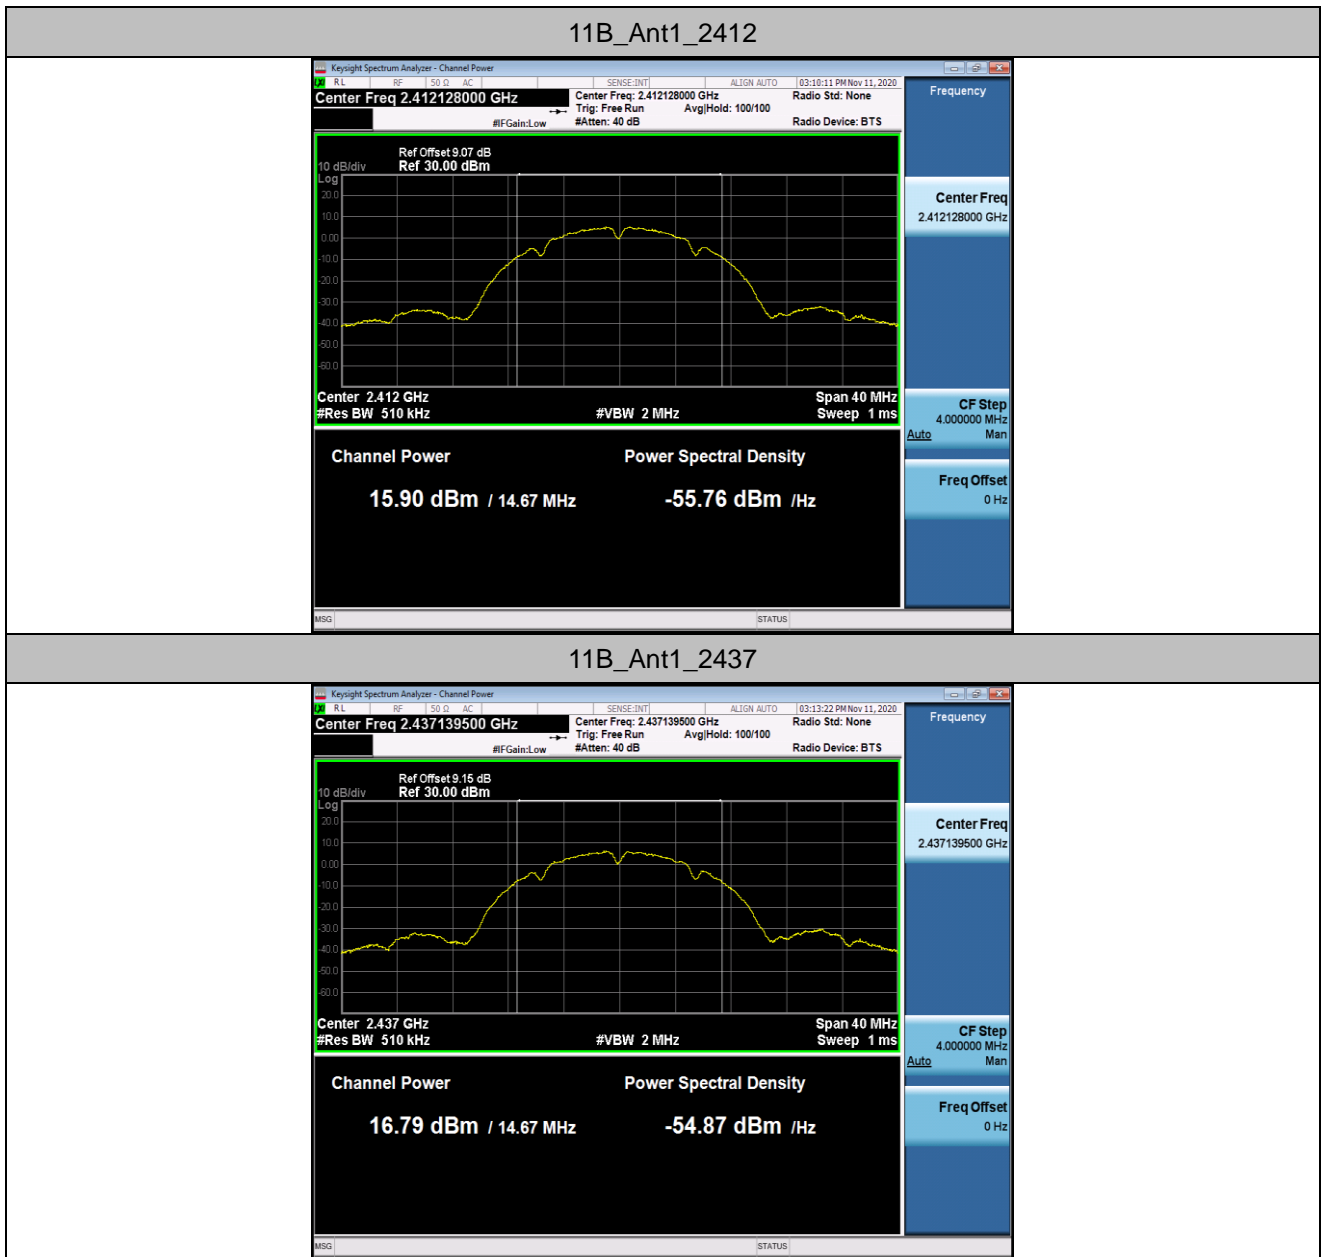 11B_Ant1_2412
Keysight Spectrum Analyzer - Channel Power
RL RF 50 Ω AC SENSE:INT ALIGN AUTO 03:10:11 PM Nov 11, 2020
Center Freq 2.412128000 GHz Center Freq: 2.412128000 GHz Radio Std: None
Trig: Free Run Avg|Hold: 100/100
#IFGain:Low #Atten: 40 dB Radio Device: BTS
Frequency
Ref Offset 9.07 dB
10 dB/div Ref 30.00 dBm
Log
20.0
10.0
0.00
-10.0
-20.0
-30.0
-40.0
-50.0
-60.0
Center 2.412 GHz Span 40 MHz
#Res BW 510 kHz #VBW 2 MHz Sweep 1 ms
Channel Power Power Spectral Density
15.90 dBm / 14.67 MHz -55.76 dBm /Hz
Center Freq
2.412128000 GHz
CF Step
4.000000 MHz
Auto Man
Freq Offset
0 Hz
MSG STATUS
11B_Ant1_2437
Keysight Spectrum Analyzer - Channel Power
RL RF 50 Ω AC SENSE:INT ALIGN AUTO 03:13:22 PM Nov 11, 2020
Center Freq 2.437139500 GHz Center Freq: 2.437139500 GHz Radio Std: None
Trig: Free Run Avg|Hold: 100/100
#IFGain:Low #Atten: 40 dB Radio Device: BTS
Frequency
Ref Offset 9.15 dB
10 dB/div Ref 30.00 dBm
Log
20.0
10.0
0.00
-10.0
-20.0
-30.0
-40.0
-50.0
-60.0
Center 2.437 GHz Span 40 MHz
#Res BW 510 kHz #VBW 2 MHz Sweep 1 ms
Channel Power Power Spectral Density
16.79 dBm / 14.67 MHz -54.87 dBm /Hz
Center Freq
2.437139500 GHz
CF Step
4.000000 MHz
Auto Man
Freq Offset
0 Hz
MSG STATUS